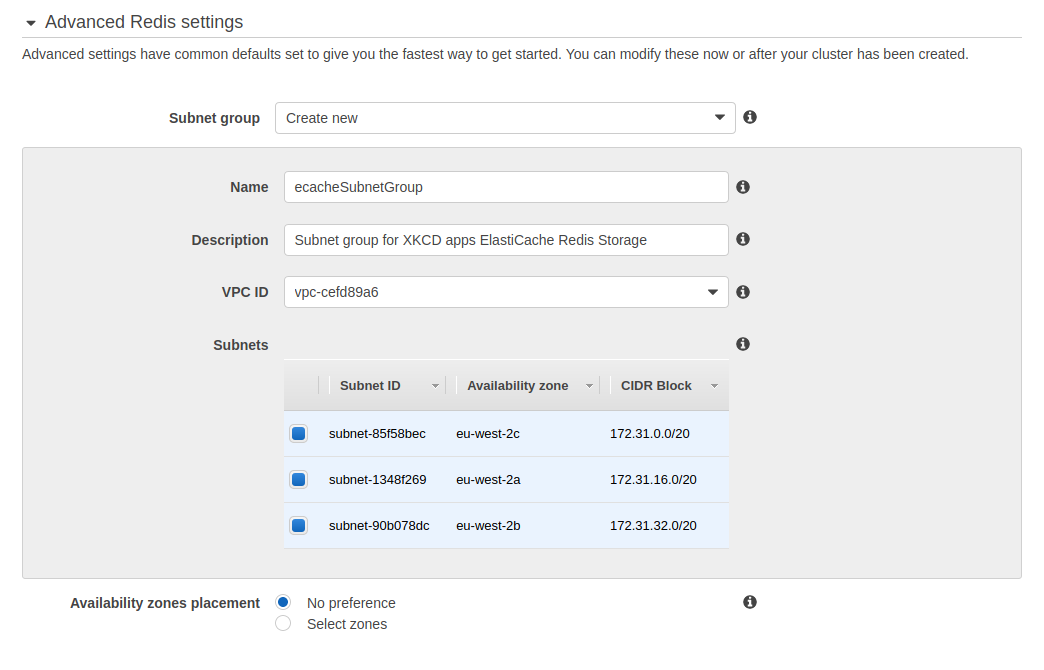 Advanced Redis settings
Advanced settings have common defaults set to give you the fastest way to get started. You can modify these now or after your cluster has been created.
Subnet group Create new
Name ecacheSubnetGroup
Description Subnet group for XKCD apps ElastiCache Redis Storage
VPC ID vpc-cefd89a6
Subnets
Subnet ID Availability zone CIDR Block
subnet-85f58bec eu-west-2c 172.31.0.0/20
subnet-1348f269 eu-west-2a 172.31.16.0/20
subnet-90b078dc eu-west-2b 172.31.32.0/20
Availability zones placement No preference
Select zones